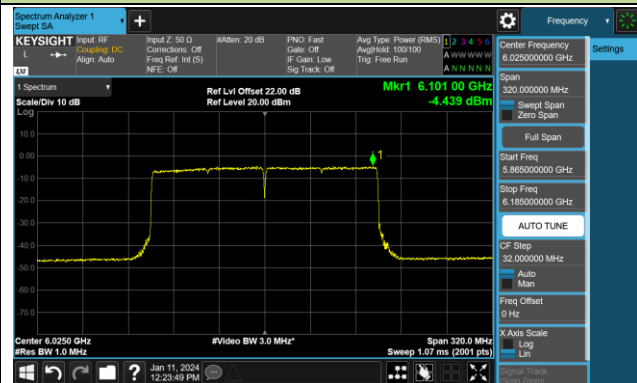 Spectrum Analyzer 1
Swept SA
Frequency
KEYSIGHT
L
LXI
Input: RF
Coupling: DC
Align: Auto
Input Z: 50 Ω
Corrections: Off
Freq Ref: Int (S)
NFE: Off
#Atten: 20 dB
PNO: Fast
Gate: Off
IF Gain: Low
Sig Track: Off
Avg Type: Power (RMS)
Avg|Hold: 100/100
Trig: Free Run
1 2 3 4 5 6
A W W W W W
A N N N N N
1 Spectrum
Scale/Div 10 dB
Log
Ref Lvl Offset 22.00 dB
Ref Level 20.00 dBm
Mkr1 6.101 00 GHz
-4.439 dBm
10.0
0.00
-10.0
-20.0
-30.0
-40.0
-50.0
-60.0
-70.0
1
Center 6.0250 GHz
#Res BW 1.0 MHz
#Video BW 3.0 MHz*
Span 320.0 MHz
Sweep 1.07 ms (2001 pts)
Jan 11, 2024
12:23:49 PM
Center Frequency
6.025000000 GHz
Settings
Span
320.000000 MHz
Swept Span
Zero Span
Full Span
Start Freq
5.865000000 GHz
Stop Freq
6.185000000 GHz
AUTO TUNE
CF Step
32.000000 MHz
Auto
Man
Freq Offset
0 Hz
X Axis Scale
Log
Lin
Signal Track
(Span Zoom)